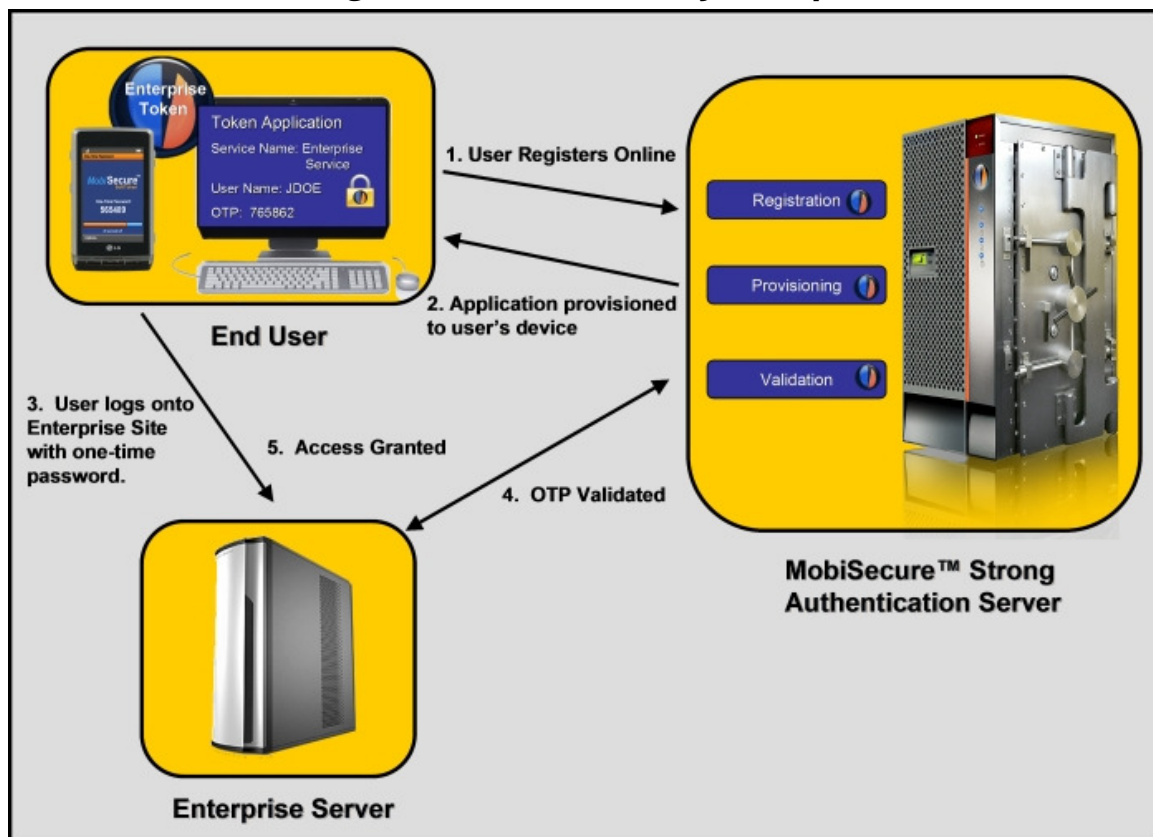 Enterprise
Token
Token Application
Service Name: Enterprise
Service
User Name: JDOE
OTP: 765862
MobiSecure
565489
LG
End User
1. User Registers Online
2. Application provisioned
to user's device
Registration
Provisioning
Validation
MobiSecure™ Strong
Authentication Server
3. User logs onto
Enterprise Site
with one-time
password.
5. Access Granted
4. OTP Validated
Enterprise Server